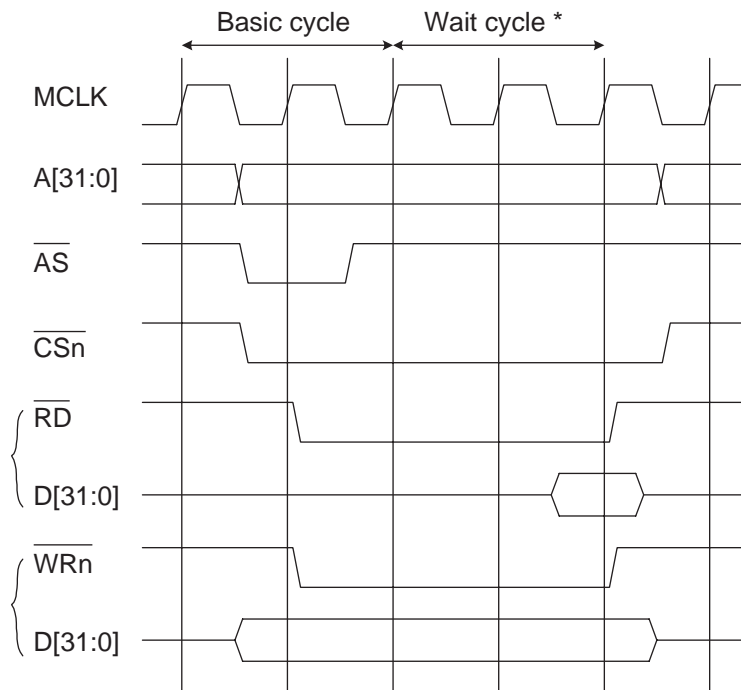 Basic cycle Wait cycle *
MCLK
A[31:0]
AS
CSn
RD
D[31:0]
WRn
D[31:0]